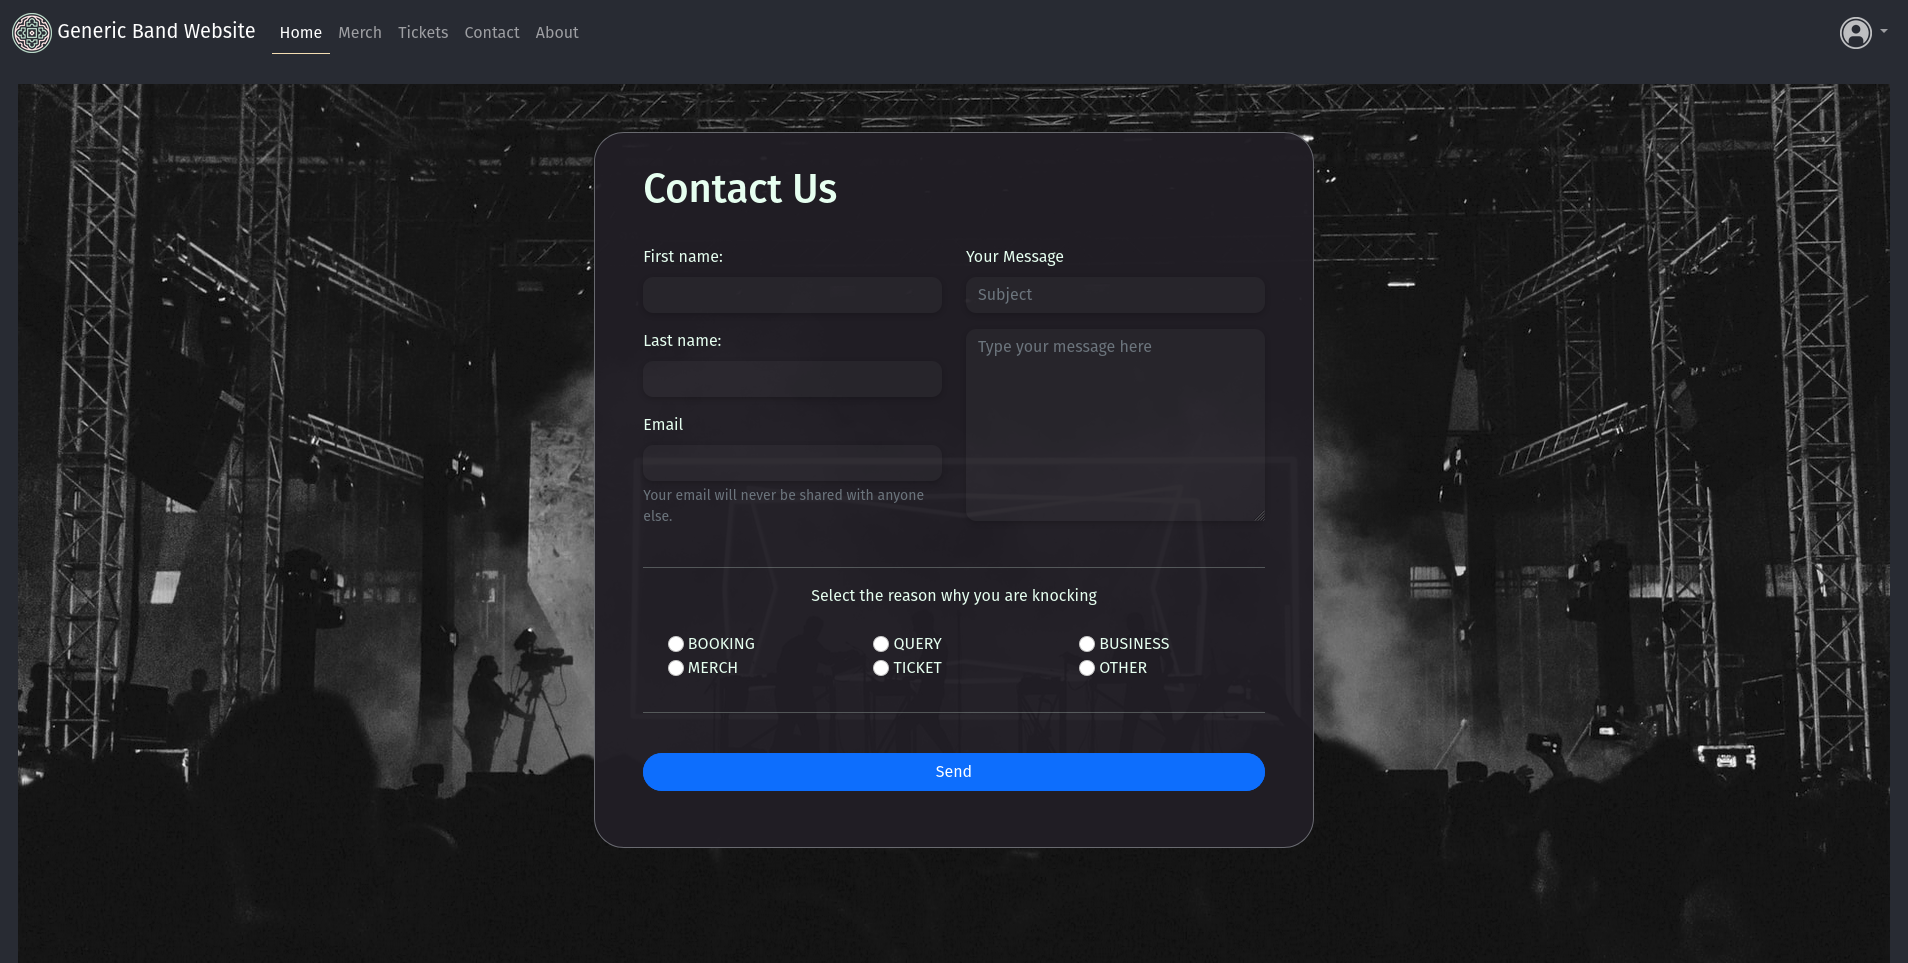 Generic Band Website
Home
Merch
Tickets
Contact
About
Contact Us
First name:
Last name:
Email
Your email will never be shared with anyone
else.
Your Message
Subject
Type your message here
Select the reason why you are knocking
BOOKING
QUERY
BUSINESS
MERCH
TICKET
OTHER
Send